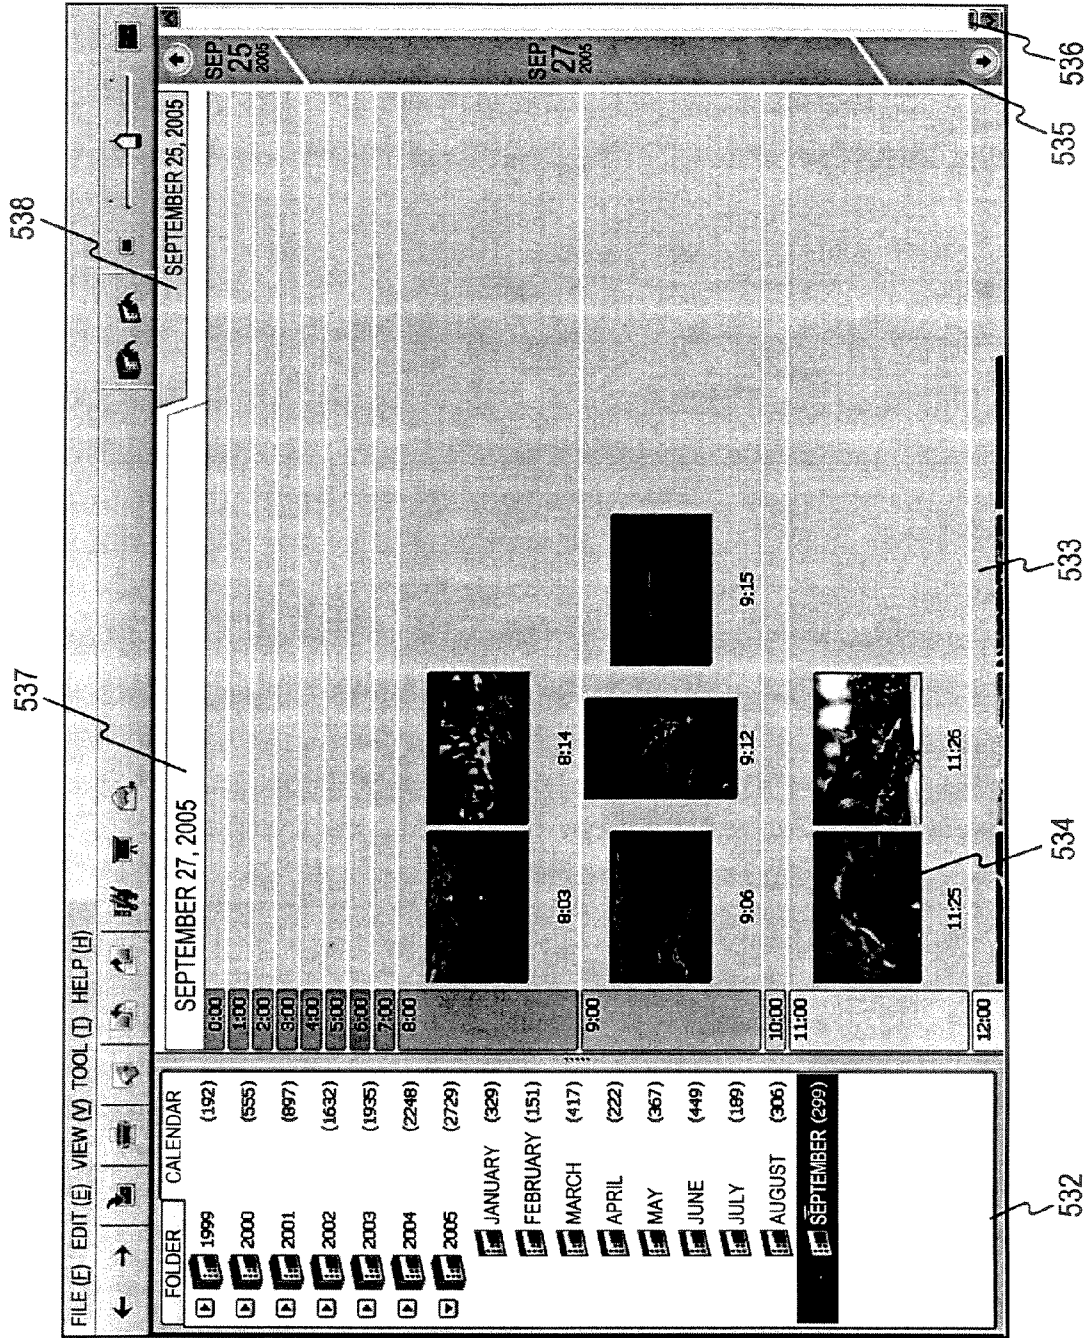 FILE (F) EDIT (E) VIEW (V) TOOL (T) HELP (H)
FOLDER CALENDAR
1999 (192)
2000 (555)
2001 (897)
2002 (1632)
2003 (1935)
2004 (2248)
2005 (2729)
JANUARY (329)
FEBRUARY (151)
MARCH (417)
APRIL (222)
MAY (367)
JUNE (449)
JULY (189)
AUGUST (306)
SEPTEMBER (299)
SEPTEMBER 27, 2005
SEPTEMBER 25, 2005
0:00
1:00
2:00
3:00
4:00
5:00
6:00
7:00
8:00
8:03 8:14
9:00
9:06 9:12 9:15
10:00
11:00
11:25 11:26
12:00
SEP
25
2005
SEP
27
2005
537
538
532
534
533
535
536